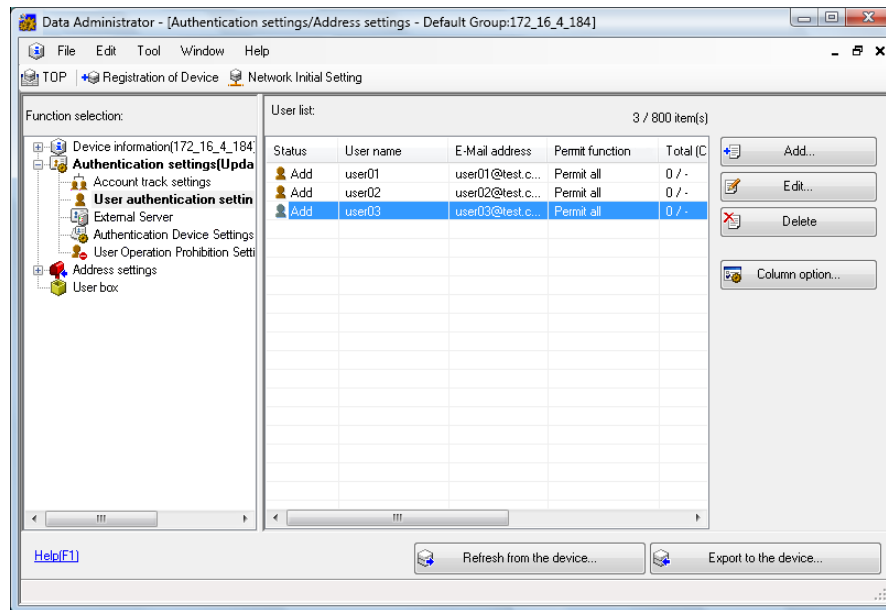 Data Administrator - [Authentication settings/Address settings - Default Group:172_16_4_184]
File Edit Tool Window Help
TOP Registration of Device Network Initial Setting
Function selection:
Device information(172_16_4_184
Authentication settings(Upda
Account track settings
User authentication settin
External Server
Authentication Device Settings
User Operation Prohibition Setti
Address settings
User box
User list:
3 / 800 item(s)
Status User name E-Mail address Permit function Total (C
Add user01 user01@test.c... Permit all 0 / -
Add user02 user02@test.c... Permit all 0 / -
Add user03 user03@test.c... Permit all 0 / -
Add...
Edit...
Delete
Column option...
Help(F1)
Refresh from the device...
Export to the device...